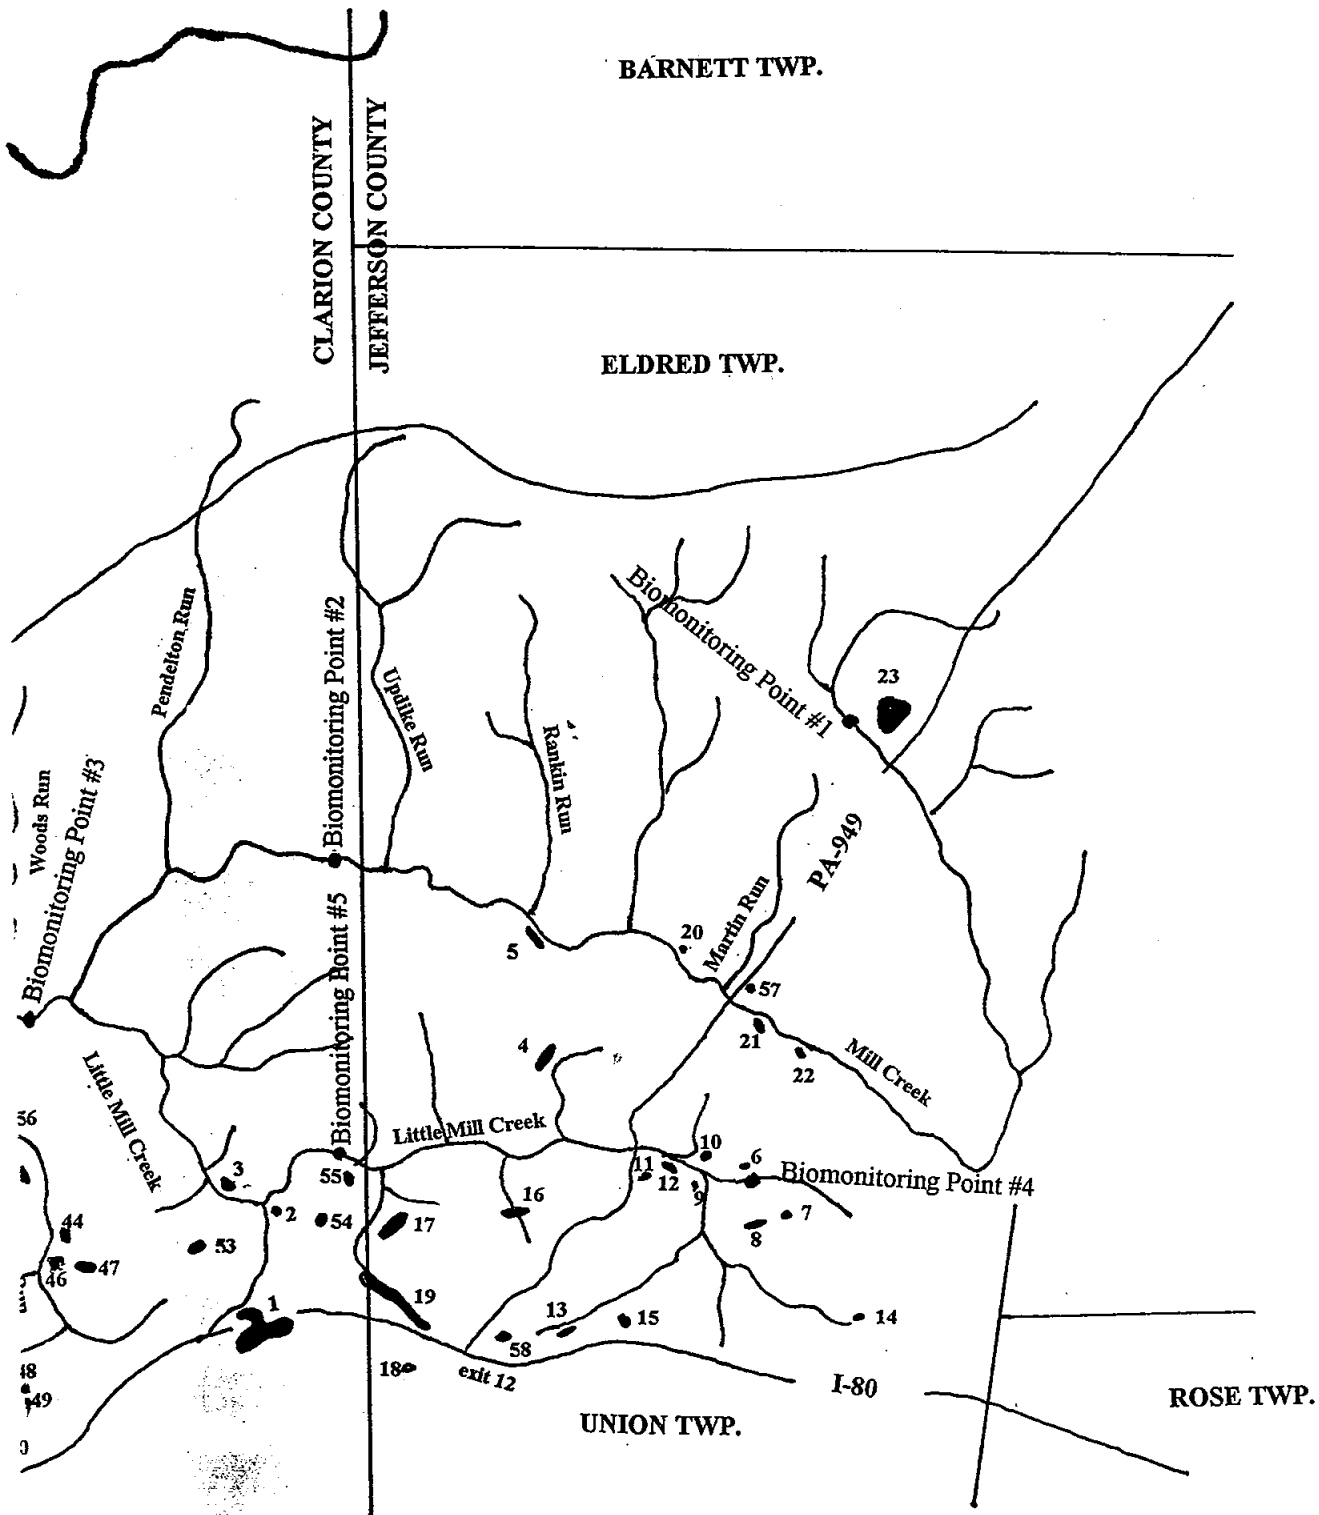 BARNETT TWP.
CLARION COUNTY
JEFFERSON COUNTY
ELDRED TWP.
Biomonitoring Point #1
Biomonitoring Point #2
Pendelton Run
Updike Run
23
Rankin Run
Woods Run
Biomonitoring Point #3
PA-949
Martin Run
Biomonitoring Point #5
20
5
57
21
22
Mill Creek
4
Little Mill Creek
Little Mill Creek
56
10
11
12
6
Biomonitoring Point #4
9
3
55
16
2
54
17
7
8
44
53
46
47
1
19
13
15
14
58
18
exit 12
I-80
49
ROSE TWP.
UNION TWP.